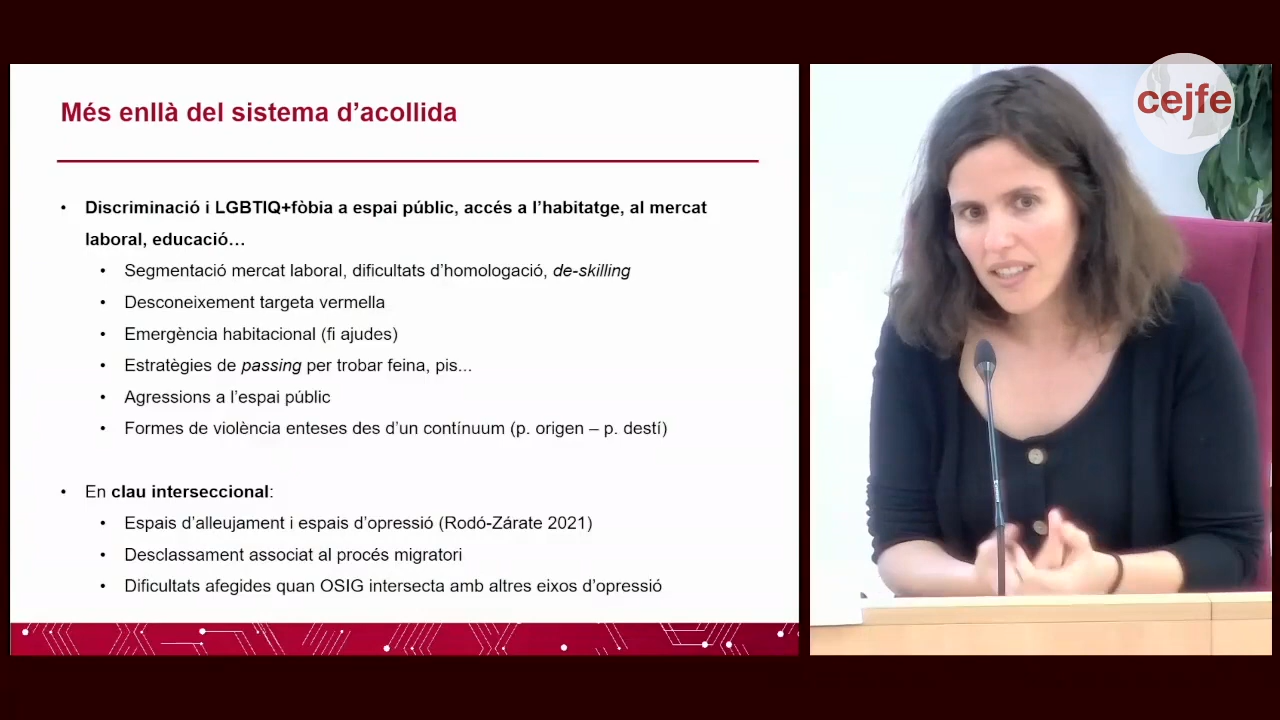 cejfe
Més enllà del sistema d'acollida
• Discriminació i LGBTIQ+fòbia a espai públic, accés a l'habitatge, al mercat
laboral, educació…
• Segmentació mercat laboral, dificultats d'homologació, de-skilling
• Desconeixement targeta vermella
• Emergència habitacional (fi ajudes)
• Estratègies de passing per trobar feina, pis...
• Agressions a l'espai públic
• Formes de violència enteses des d'un contínuum (p. origen – p. destí)
• En clau interseccional:
• Espais d'alleujament i espais d'opressió (Rodó-Zárate 2021)
• Desclassament associat al procés migratori
• Dificultats afegides quan OSIG intersecta amb altres eixos d'opressió